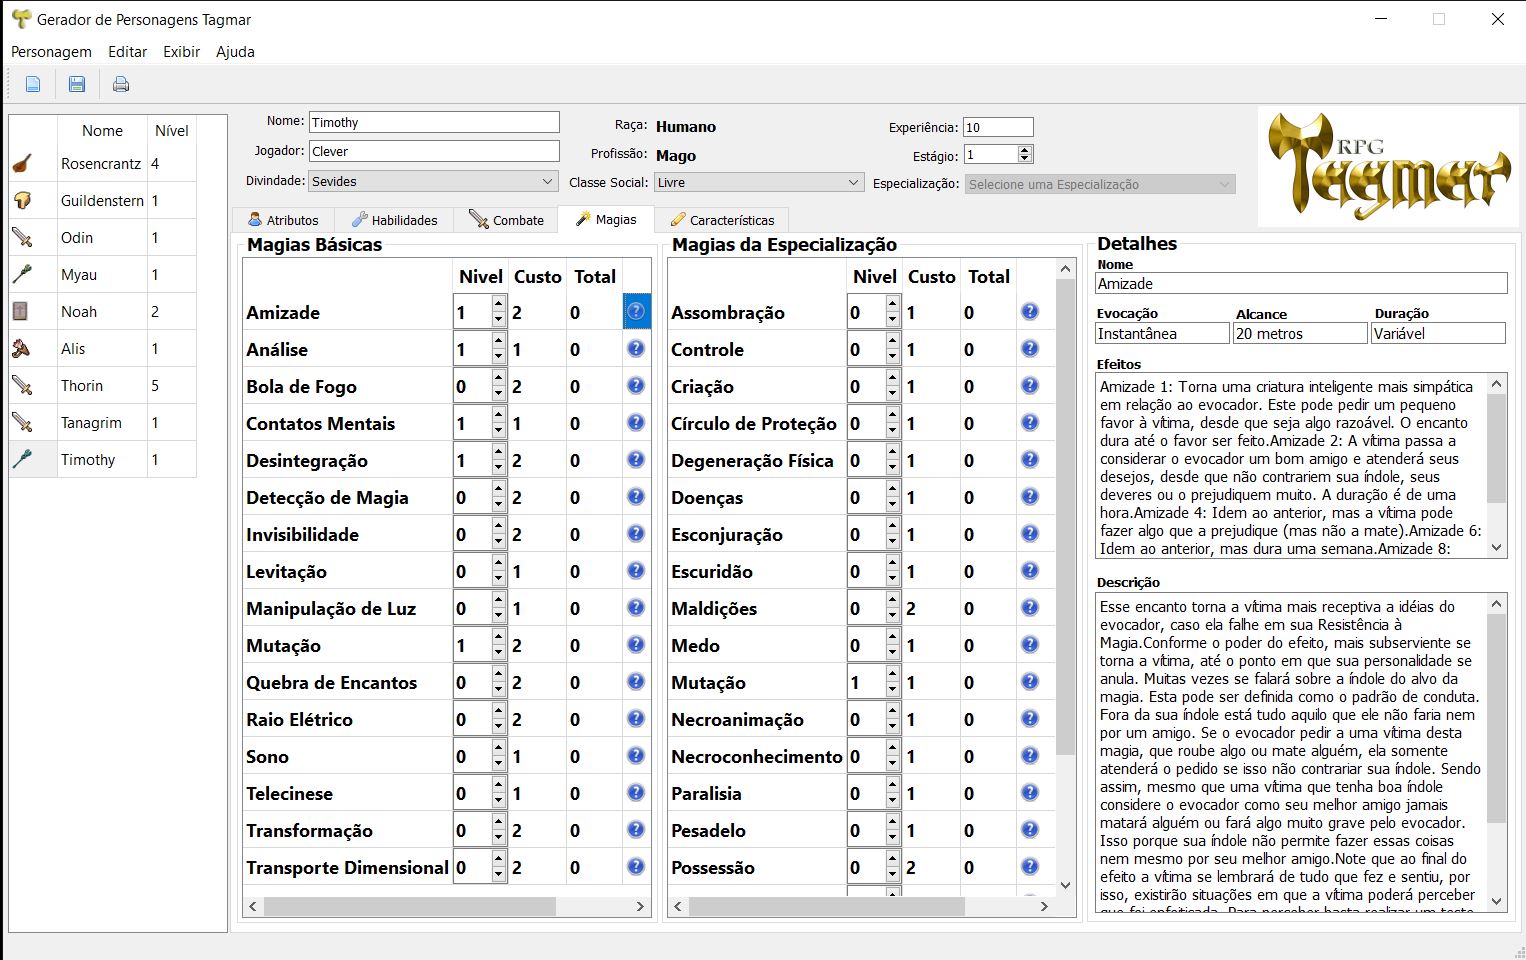 Gerador de Personagens Tagmar
Personagem Editar Exibir Ajuda
Nome Nível
Rosencrantz 4
Guildenstern 1
Odin 1
Myau 1
Noah 2
Alis 1
Thorin 5
Tanagrim 1
Timothy 1
Nome: Timothy Raça: Humano Experiência: 10
Jogador: Clever Profissão: Mago Estágio: 1
Divindade: Sevides Classe Social: Livre Especialização: Selecione uma Especialização
RPG
Tagmar
Atributos Habilidades Combate Magias Características
Magias Básicas
Nivel Custo Total
Amizade 1 2 0
Análise 1 1 0
Bola de Fogo 0 2 0
Contatos Mentais 1 1 0
Desintegração 1 2 0
Detecção de Magia 0 2 0
Invisibilidade 0 2 0
Levitação 0 1 0
Manipulação de Luz 0 1 0
Mutação 1 2 0
Quebra de Encantos 0 2 0
Raio Elétrico 0 2 0
Sono 0 1 0
Telecinese 0 1 0
Transformação 0 2 0
Transporte Dimensional 0 2 0
Magias da Especialização
Nivel Custo Total
Assombração 0 1 0
Controle 0 1 0
Criação 0 1 0
Círculo de Proteção 0 1 0
Degeneração Física 0 1 0
Doenças 0 1 0
Esconjuração 0 1 0
Escuridão 0 1 0
Maldições 0 2 0
Medo 0 1 0
Mutação 1 1 0
Necroanimação 0 1 0
Necroconhecimento 0 1 0
Paralisia 0 1 0
Pesadelo 0 1 0
Possessão 0 2 0
Detalhes
Nome
Amizade
Evocação Alcance Duração
Instantânea 20 metros Variável
Efeitos
Amizade 1: Torna uma criatura inteligente mais simpática
em relação ao evocador. Este pode pedir um pequeno
favor à vítima, desde que seja algo razoável. O encanto
dura até o favor ser feito.Amizade 2: A vítima passa a
considerar o evocador um bom amigo e atenderá seus
desejos, desde que não contrariem sua índole, seus
deveres ou o prejudiquem muito. A duração é de uma
hora.Amizade 4: Idem ao anterior, mas a vítima pode
fazer algo que a prejudique (mas não a mate).Amizade 6:
Idem ao anterior, mas dura uma semana.Amizade 8:
Descrição
Esse encanto torna a vítima mais receptiva a idéias do
evocador, caso ela falhe em sua Resistência à
Magia.Conforme o poder do efeito, mais subserviente se
torna a vítima, até o ponto em que sua personalidade se
anula. Muitas vezes se falará sobre a índole do alvo da
magia. Esta pode ser definida como o padrão de conduta.
Fora da sua índole está tudo aquilo que ele não faria nem
por um amigo. Se o evocador pedir a uma vítima desta
magia, que roube algo ou mate alguém, ela somente
atenderá o pedido se isso não contrariar sua índole. Sendo
assim, mesmo que uma vítima que tenha boa índole
considere o evocador como seu melhor amigo jamais
matará alguém ou fará algo muito grave pelo evocador.
Isso porque sua índole não permite fazer essas coisas
nem mesmo por seu melhor amigo.Note que ao final do
efeito a vítima se lembrará de tudo que fez e sentiu, por
isso, existirão situações em que a vítima poderá perceber
que foi enfeitiçada. Para perceber basta realizar um teste